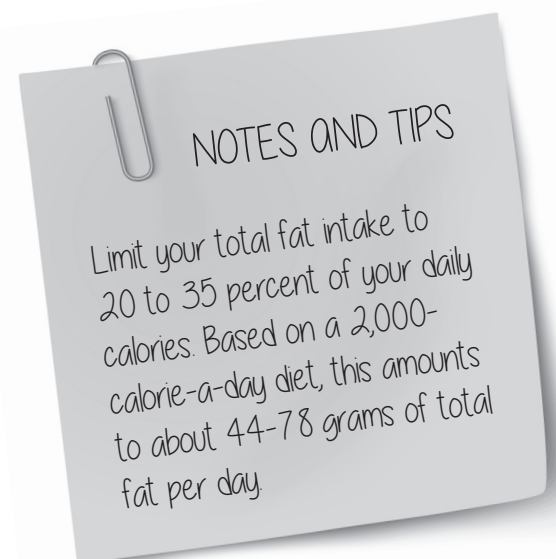 NOTES AND TIPS
Limit your total fat intake to
20 to 35 percent of your daily
calories. Based on a 2,000-
calorie-a-day diet, this amounts
to about 44-78 grams of total
fat per day.